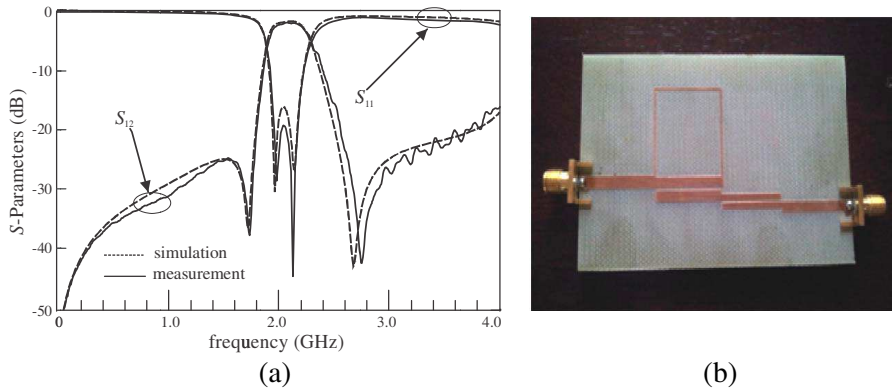 0
-10
-20
-30
-40
-50
S-Parameters (dB)
S12
S11
simulation
measurement
0 1.0 2.0 3.0 4.0
frequency (GHz)
(a) (b)